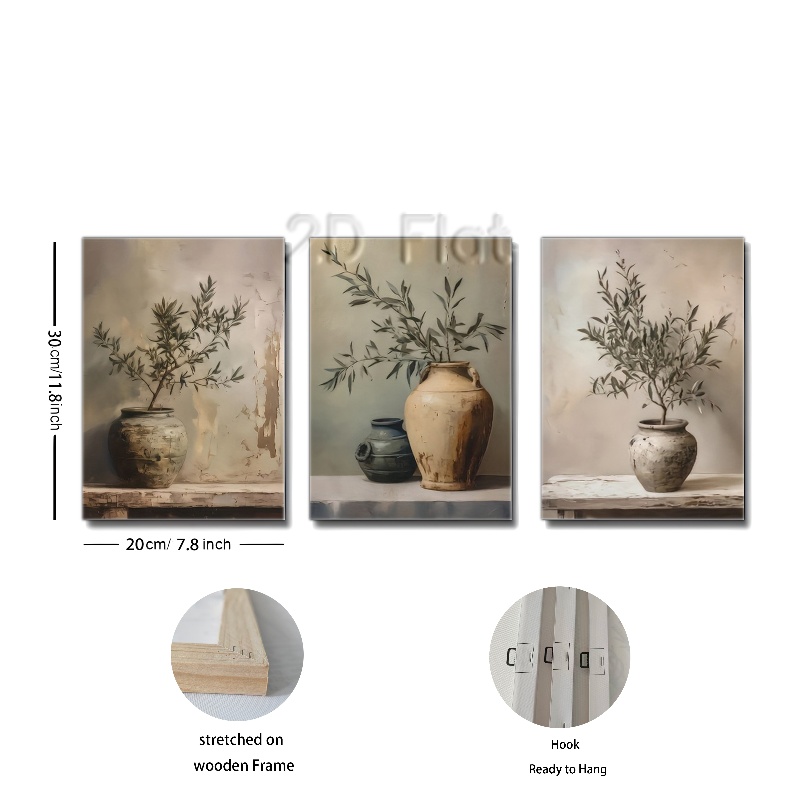 2D Flat
30cm/11.8inch
20cm/ 7.8 inch
stretched on
wooden Frame
Hook
Ready to Hang